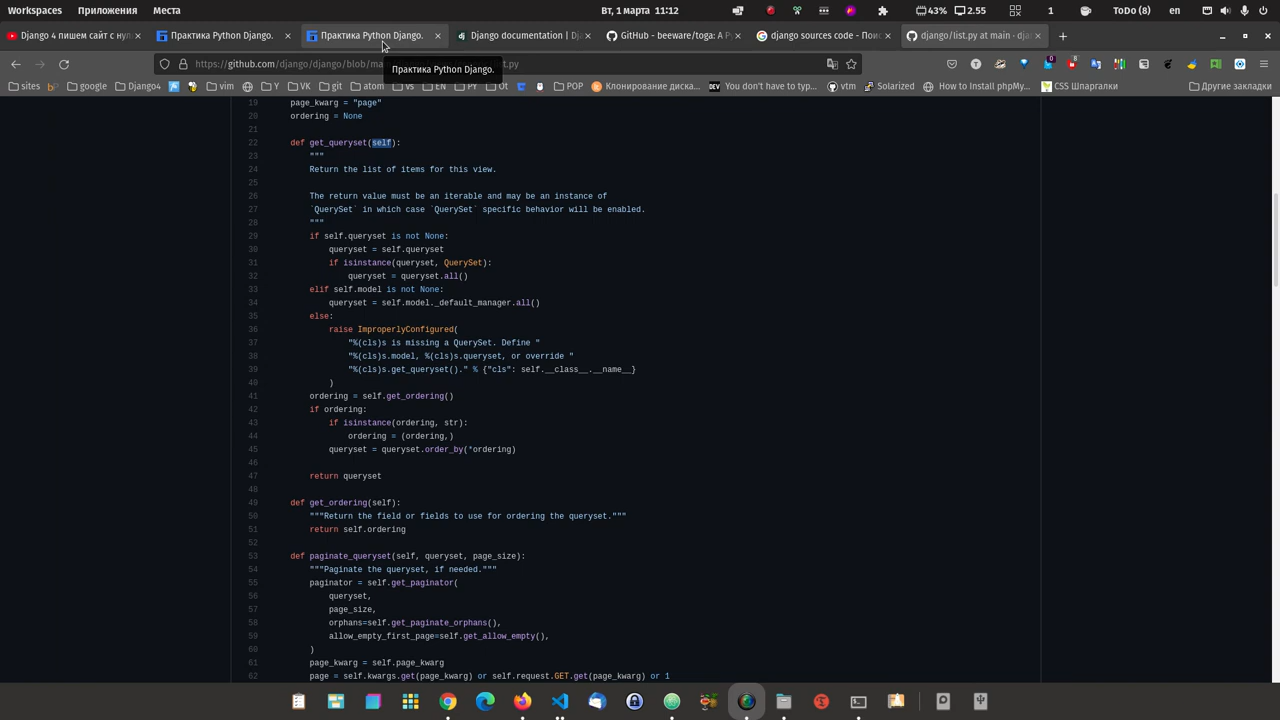 Workspaces Приложения Места Вт, 1 марта 11:12 43% 2.55 1 ToDo (8) en
Django 4 пишем сайт с нул Практика Python Django. Практика Python Django. Django documentation | Dj GitHub - beeware/toga: A P django sources code - Поис django/list.py at main · dja
https://github.com/django/django/blob/ma
Практика Python Django.
t.py
sites google Django4 vim Y VK git atom vs EN PY Ot POP Клонирование диска... You don't have to typ... vtm Solarized How to Install phpMy... CSS Шпаргалки Другие закладки
19 page_kwarg = "page"
20 ordering = None
21
22 def get_queryset(self):
23 """
24 Return the list of items for this view.
25
26 The return value must be an iterable and may be an instance of
27 `QuerySet` in which case `QuerySet` specific behavior will be enabled.
28 """
29 if self.queryset is not None:
30 queryset = self.queryset
31 if isinstance(queryset, QuerySet):
32 queryset = queryset.all()
33 elif self.model is not None:
34 queryset = self.model._default_manager.all()
35 else:
36 raise ImproperlyConfigured(
37 "%(cls)s is missing a QuerySet. Define "
38 "%(cls)s.model, %(cls)s.queryset, or override "
39 "%(cls)s.get_queryset()." % {"cls": self.__class__.__name__}
40 )
41 ordering = self.get_ordering()
42 if ordering:
43 if isinstance(ordering, str):
44 ordering = (ordering,)
45 queryset = queryset.order_by(*ordering)
46
47 return queryset
48
49 def get_ordering(self):
50 """Return the field or fields to use for ordering the queryset."""
51 return self.ordering
52
53 def paginate_queryset(self, queryset, page_size):
54 """Paginate the queryset, if needed."""
55 paginator = self.get_paginator(
56 queryset,
57 page_size,
58 orphans=self.get_paginate_orphans(),
59 allow_empty_first_page=self.get_allow_empty(),
60 )
61 page_kwarg = self.page_kwarg
62 page = self.kwargs.get(page_kwarg) or self.request.GET.get(page_kwarg) or 1